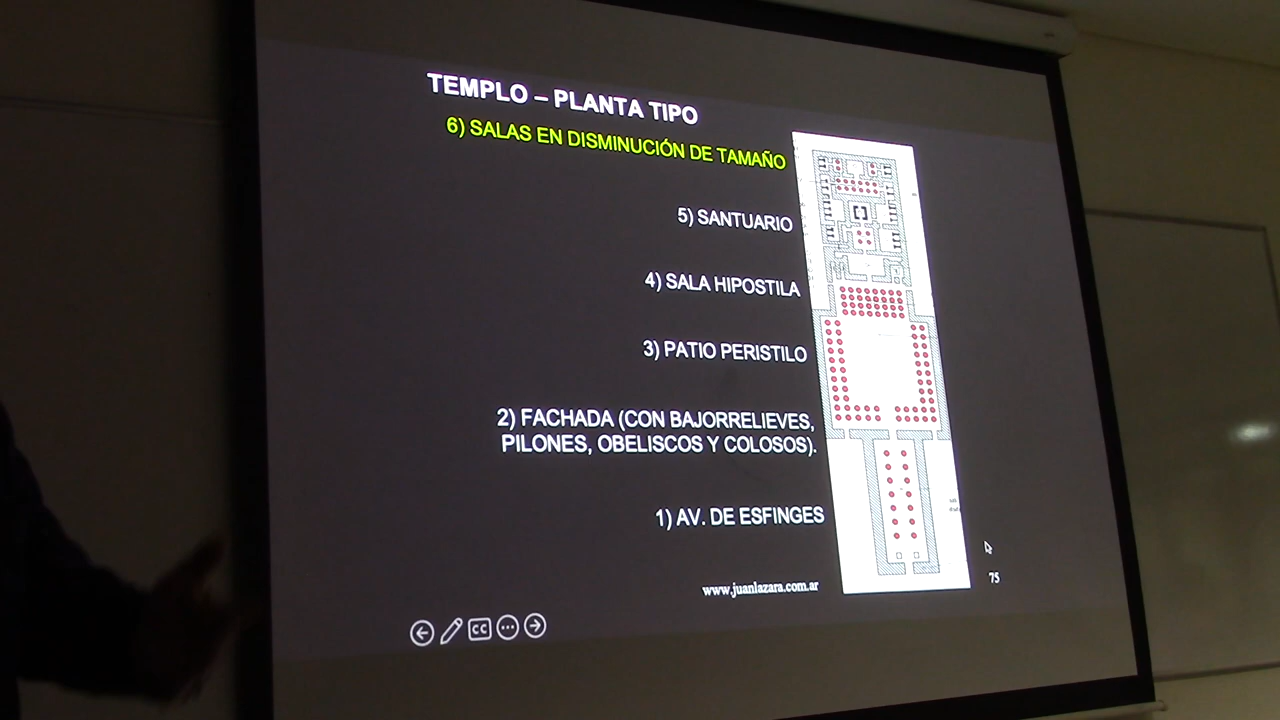 TEMPLO – PLANTA TIPO
6) SALAS EN DISMINUCIÓN DE TAMAÑO
5) SANTUARIO
4) SALA HIPOSTILA
3) PATIO PERISTILO
2) FACHADA (CON BAJORRELIEVES,
PILONES, OBELISCOS Y COLOSOS).
1) AV. DE ESFINGES
www.juanlazara.com.ar
75
CC